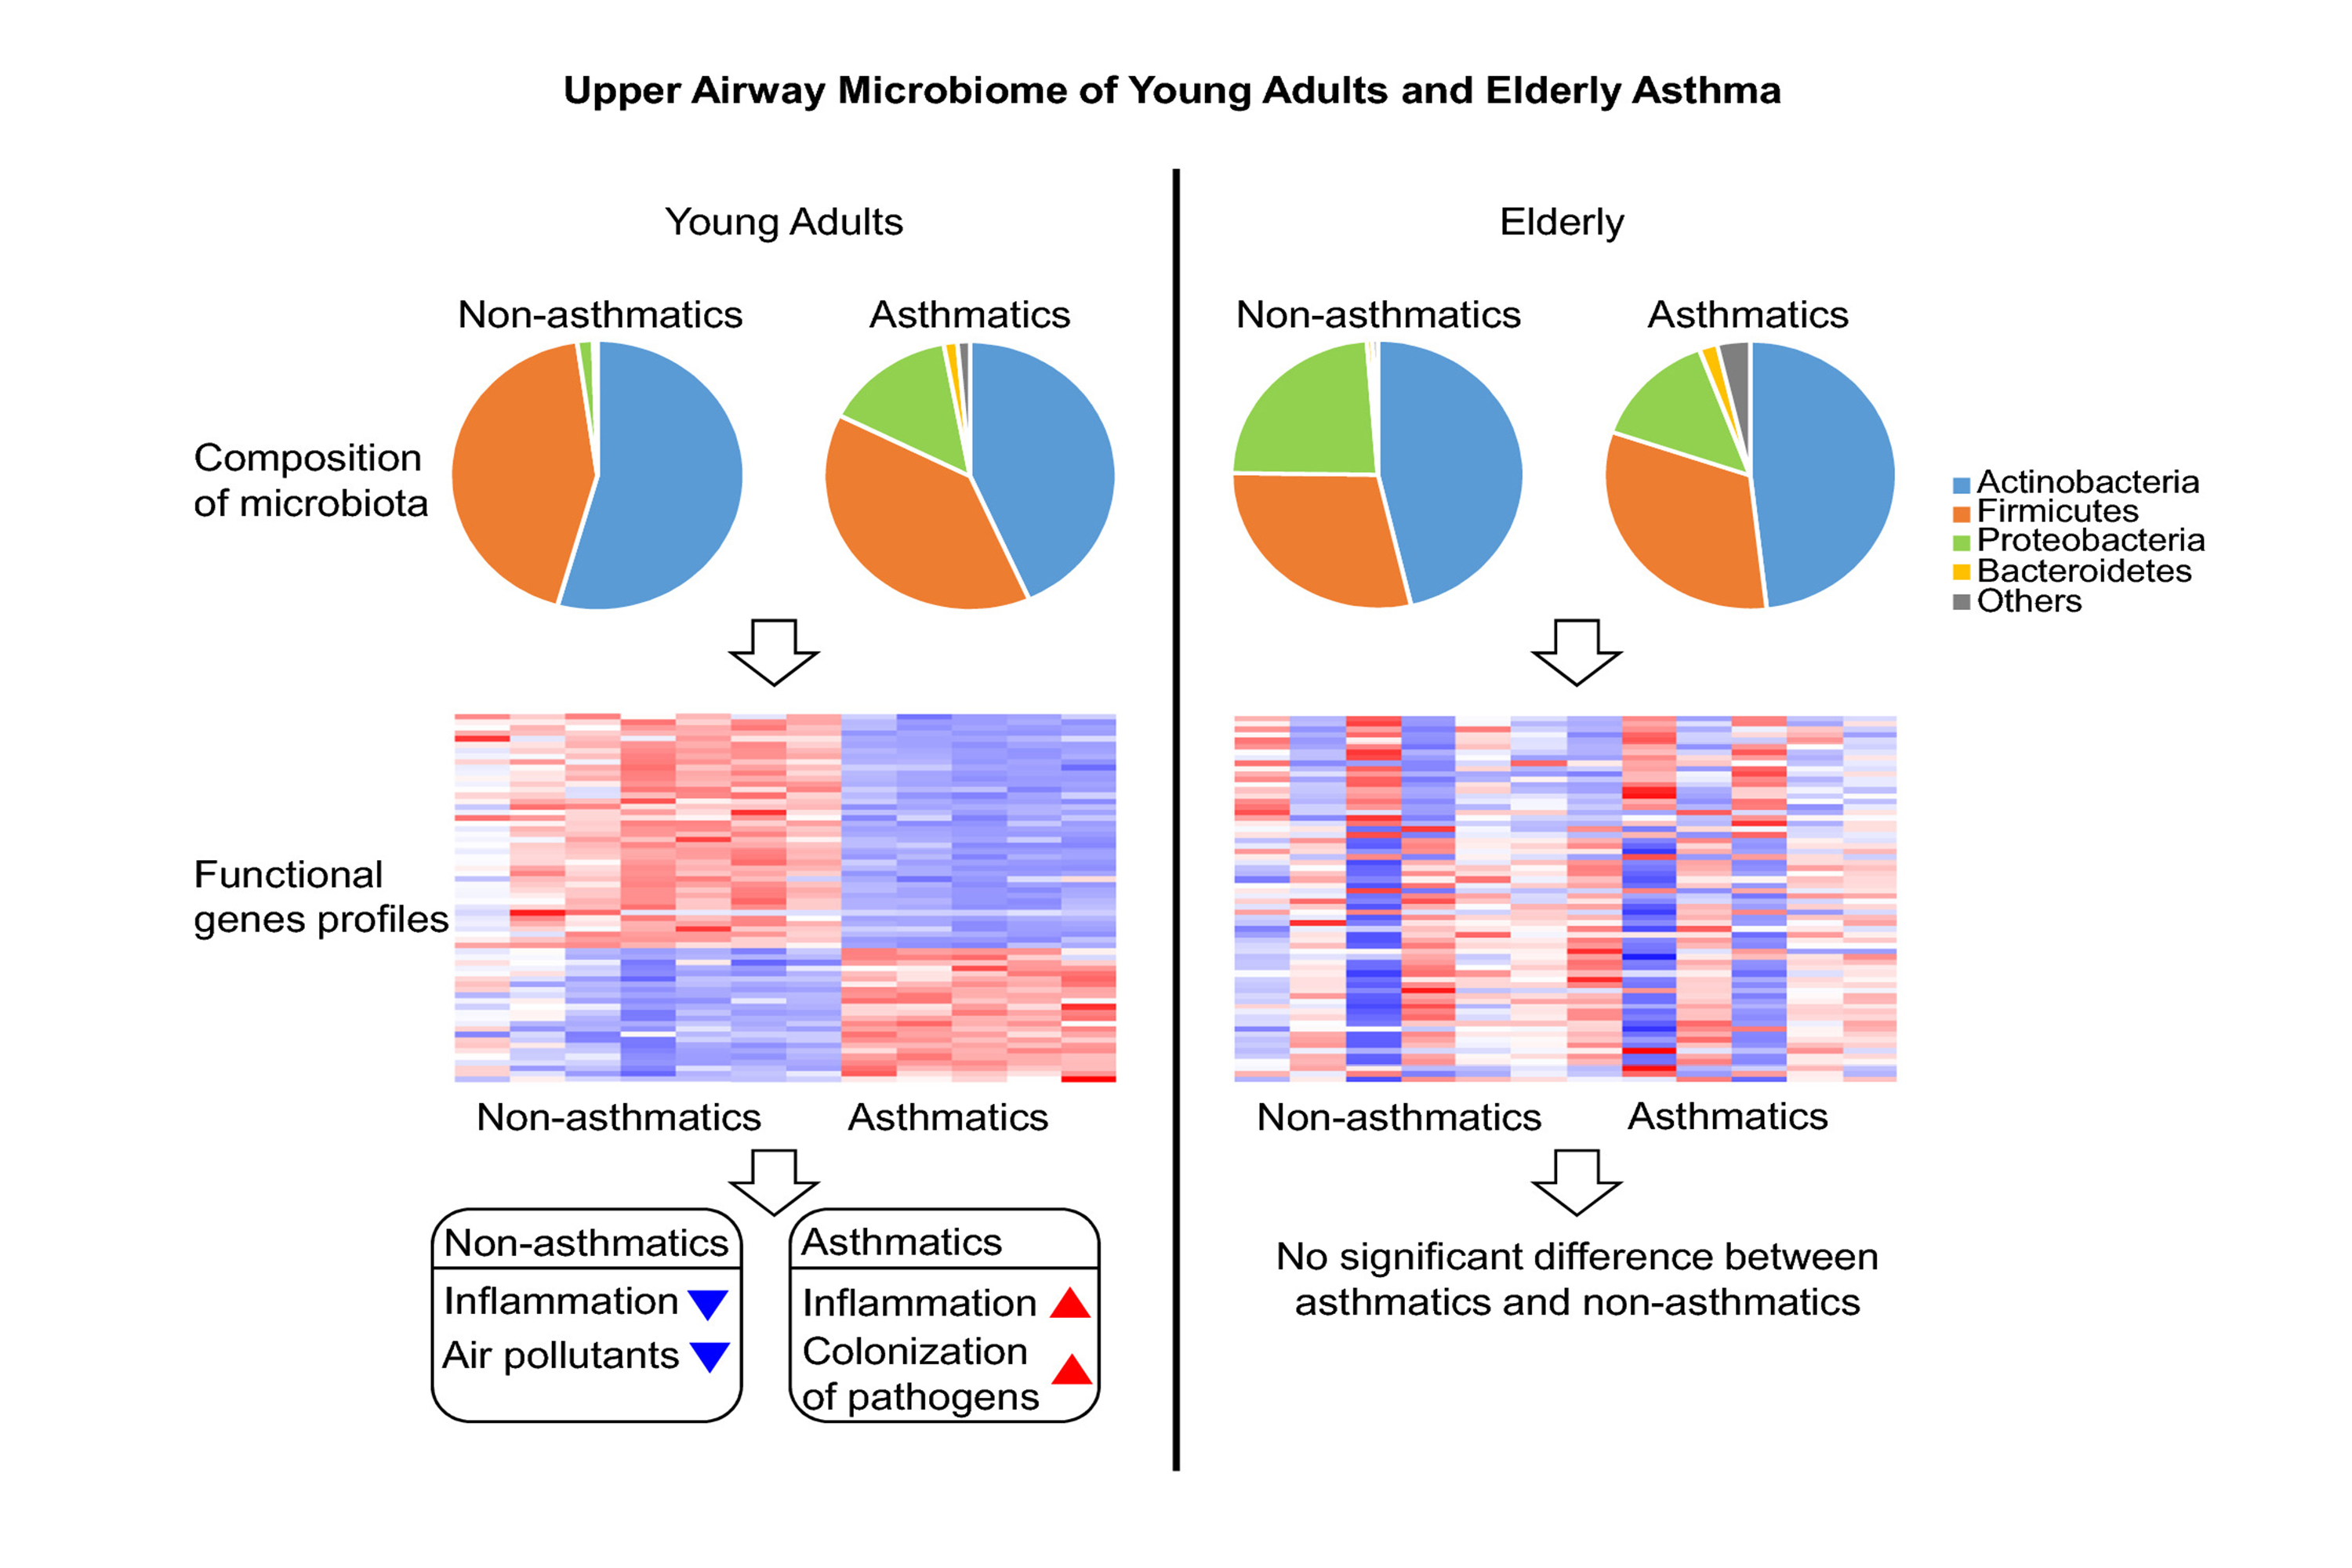 Upper Airway Microbiome of Young Adults and Elderly Asthma
Young Adults
Elderly
Non-asthmatics
Asthmatics
Non-asthmatics
Asthmatics
Composition
of microbiota
Actinobacteria
Firmicutes
Proteobacteria
Bacteroidetes
Others
Functional
genes profiles
Non-asthmatics
Asthmatics
Non-asthmatics
Asthmatics
Non-asthmatics
Inflammation
Air pollutants
Asthmatics
Inflammation
Colonization
of pathogens
No significant difference between
asthmatics and non-asthmatics